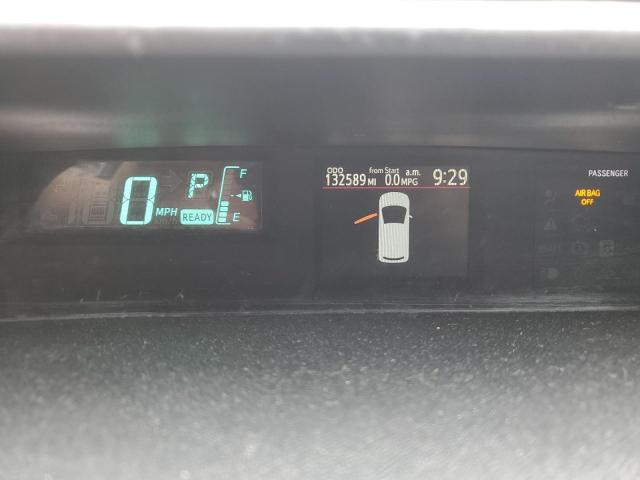 0 MPH
P
READY
F
E
ODO from Start a.m.
132589 MI 0.0 MPG 9:29
PASSENGER
AIR BAG
OFF